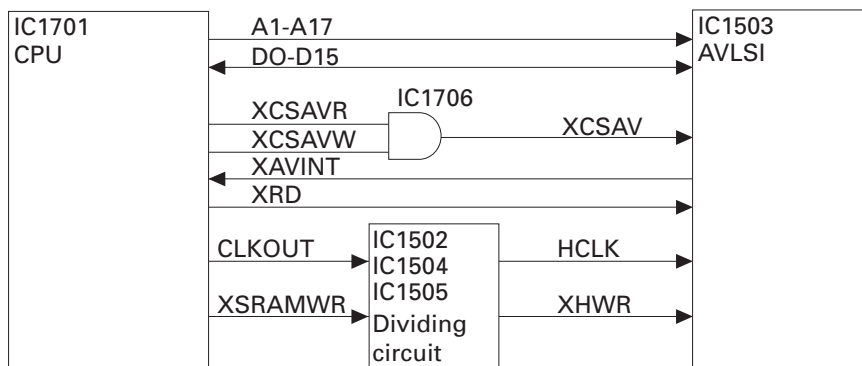 IC1701
CPU
A1-A17
DO-D15
IC1503
AVLSI
IC1706
XCSAVR
XCSAVW
XCSAV
XAVINT
XRD
CLKOUT
XSRAMWR
IC1502
IC1504
IC1505
Dividing
circuit
HCLK
XHWR